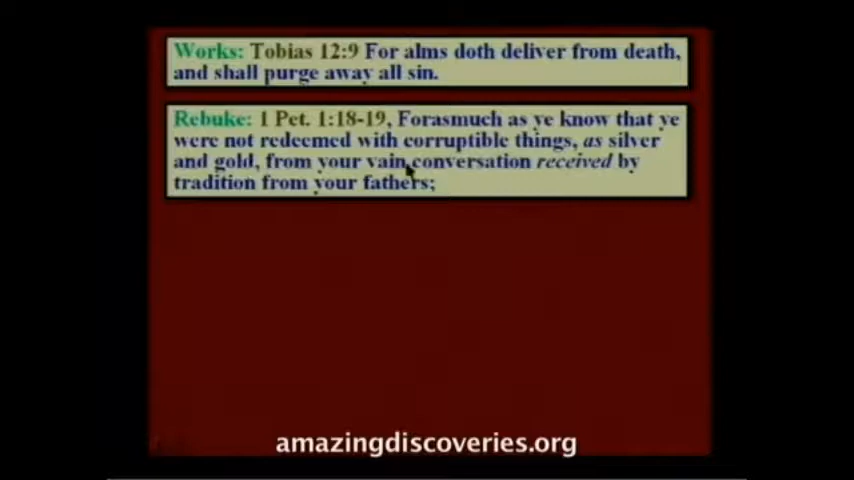 Works: Tobias 12:9 For alms doth deliver from death,
and shall purge away all sin.
Rebuke: 1 Pet. 1:18-19, Forasmuch as ye know that ye
were not redeemed with corruptible things, as silver
and gold, from your vain conversation received by
tradition from your fathers;
amazingdiscoveries.org